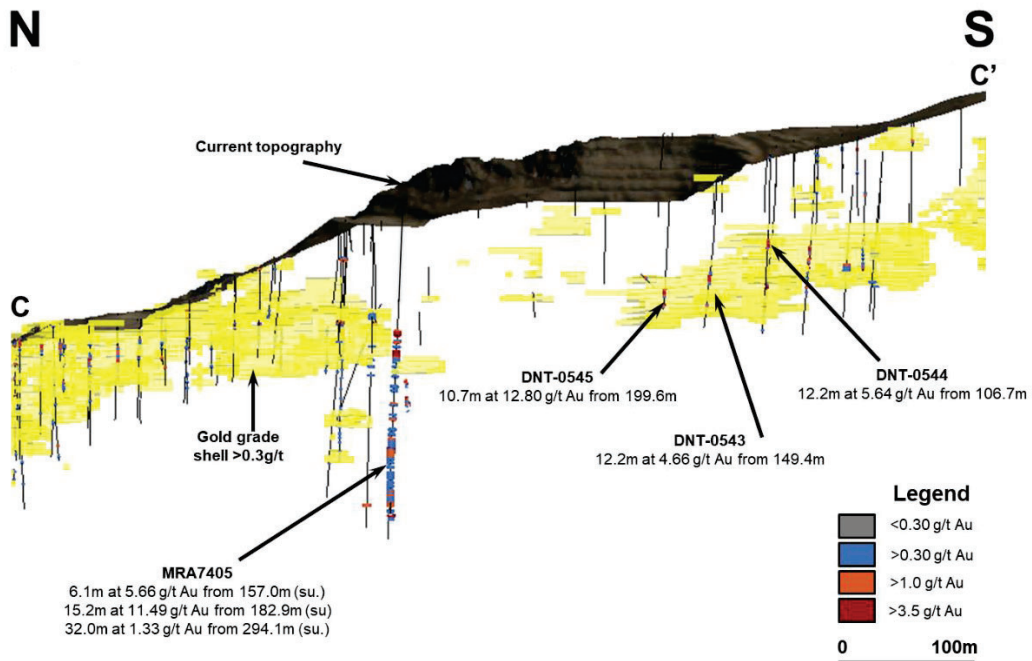 N
S
C'
Current topography
C
DNT-0545
10.7m at 12.80 g/t Au from 199.6m
DNT-0544
12.2m at 5.64 g/t Au from 106.7m
DNT-0543
12.2m at 4.66 g/t Au from 149.4m
Gold grade
shell >0.3g/t
MRA7405
6.1m at 5.66 g/t Au from 157.0m (su.)
15.2m at 11.49 g/t Au from 182.9m (su)
32.0m at 1.33 g/t Au from 294.1m (su.)
Legend
<0.30 g/t Au
>0.30 g/t Au
>1.0 g/t Au
>3.5 g/t Au
0 100m